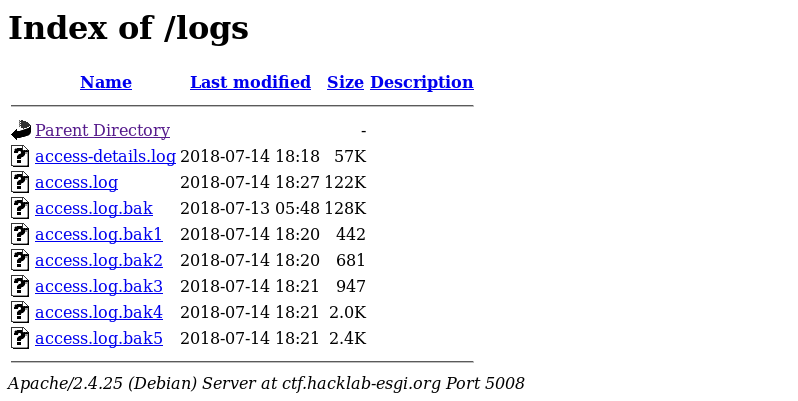 Index of /logs
Name Last modified Size Description
Parent Directory -
access-details.log 2018-07-14 18:18 57K
access.log 2018-07-14 18:27 122K
access.log.bak 2018-07-13 05:48 128K
access.log.bak1 2018-07-14 18:20 442
access.log.bak2 2018-07-14 18:20 681
access.log.bak3 2018-07-14 18:21 947
access.log.bak4 2018-07-14 18:21 2.0K
access.log.bak5 2018-07-14 18:21 2.4K
Apache/2.4.25 (Debian) Server at ctf.hacklab-esgi.org Port 5008